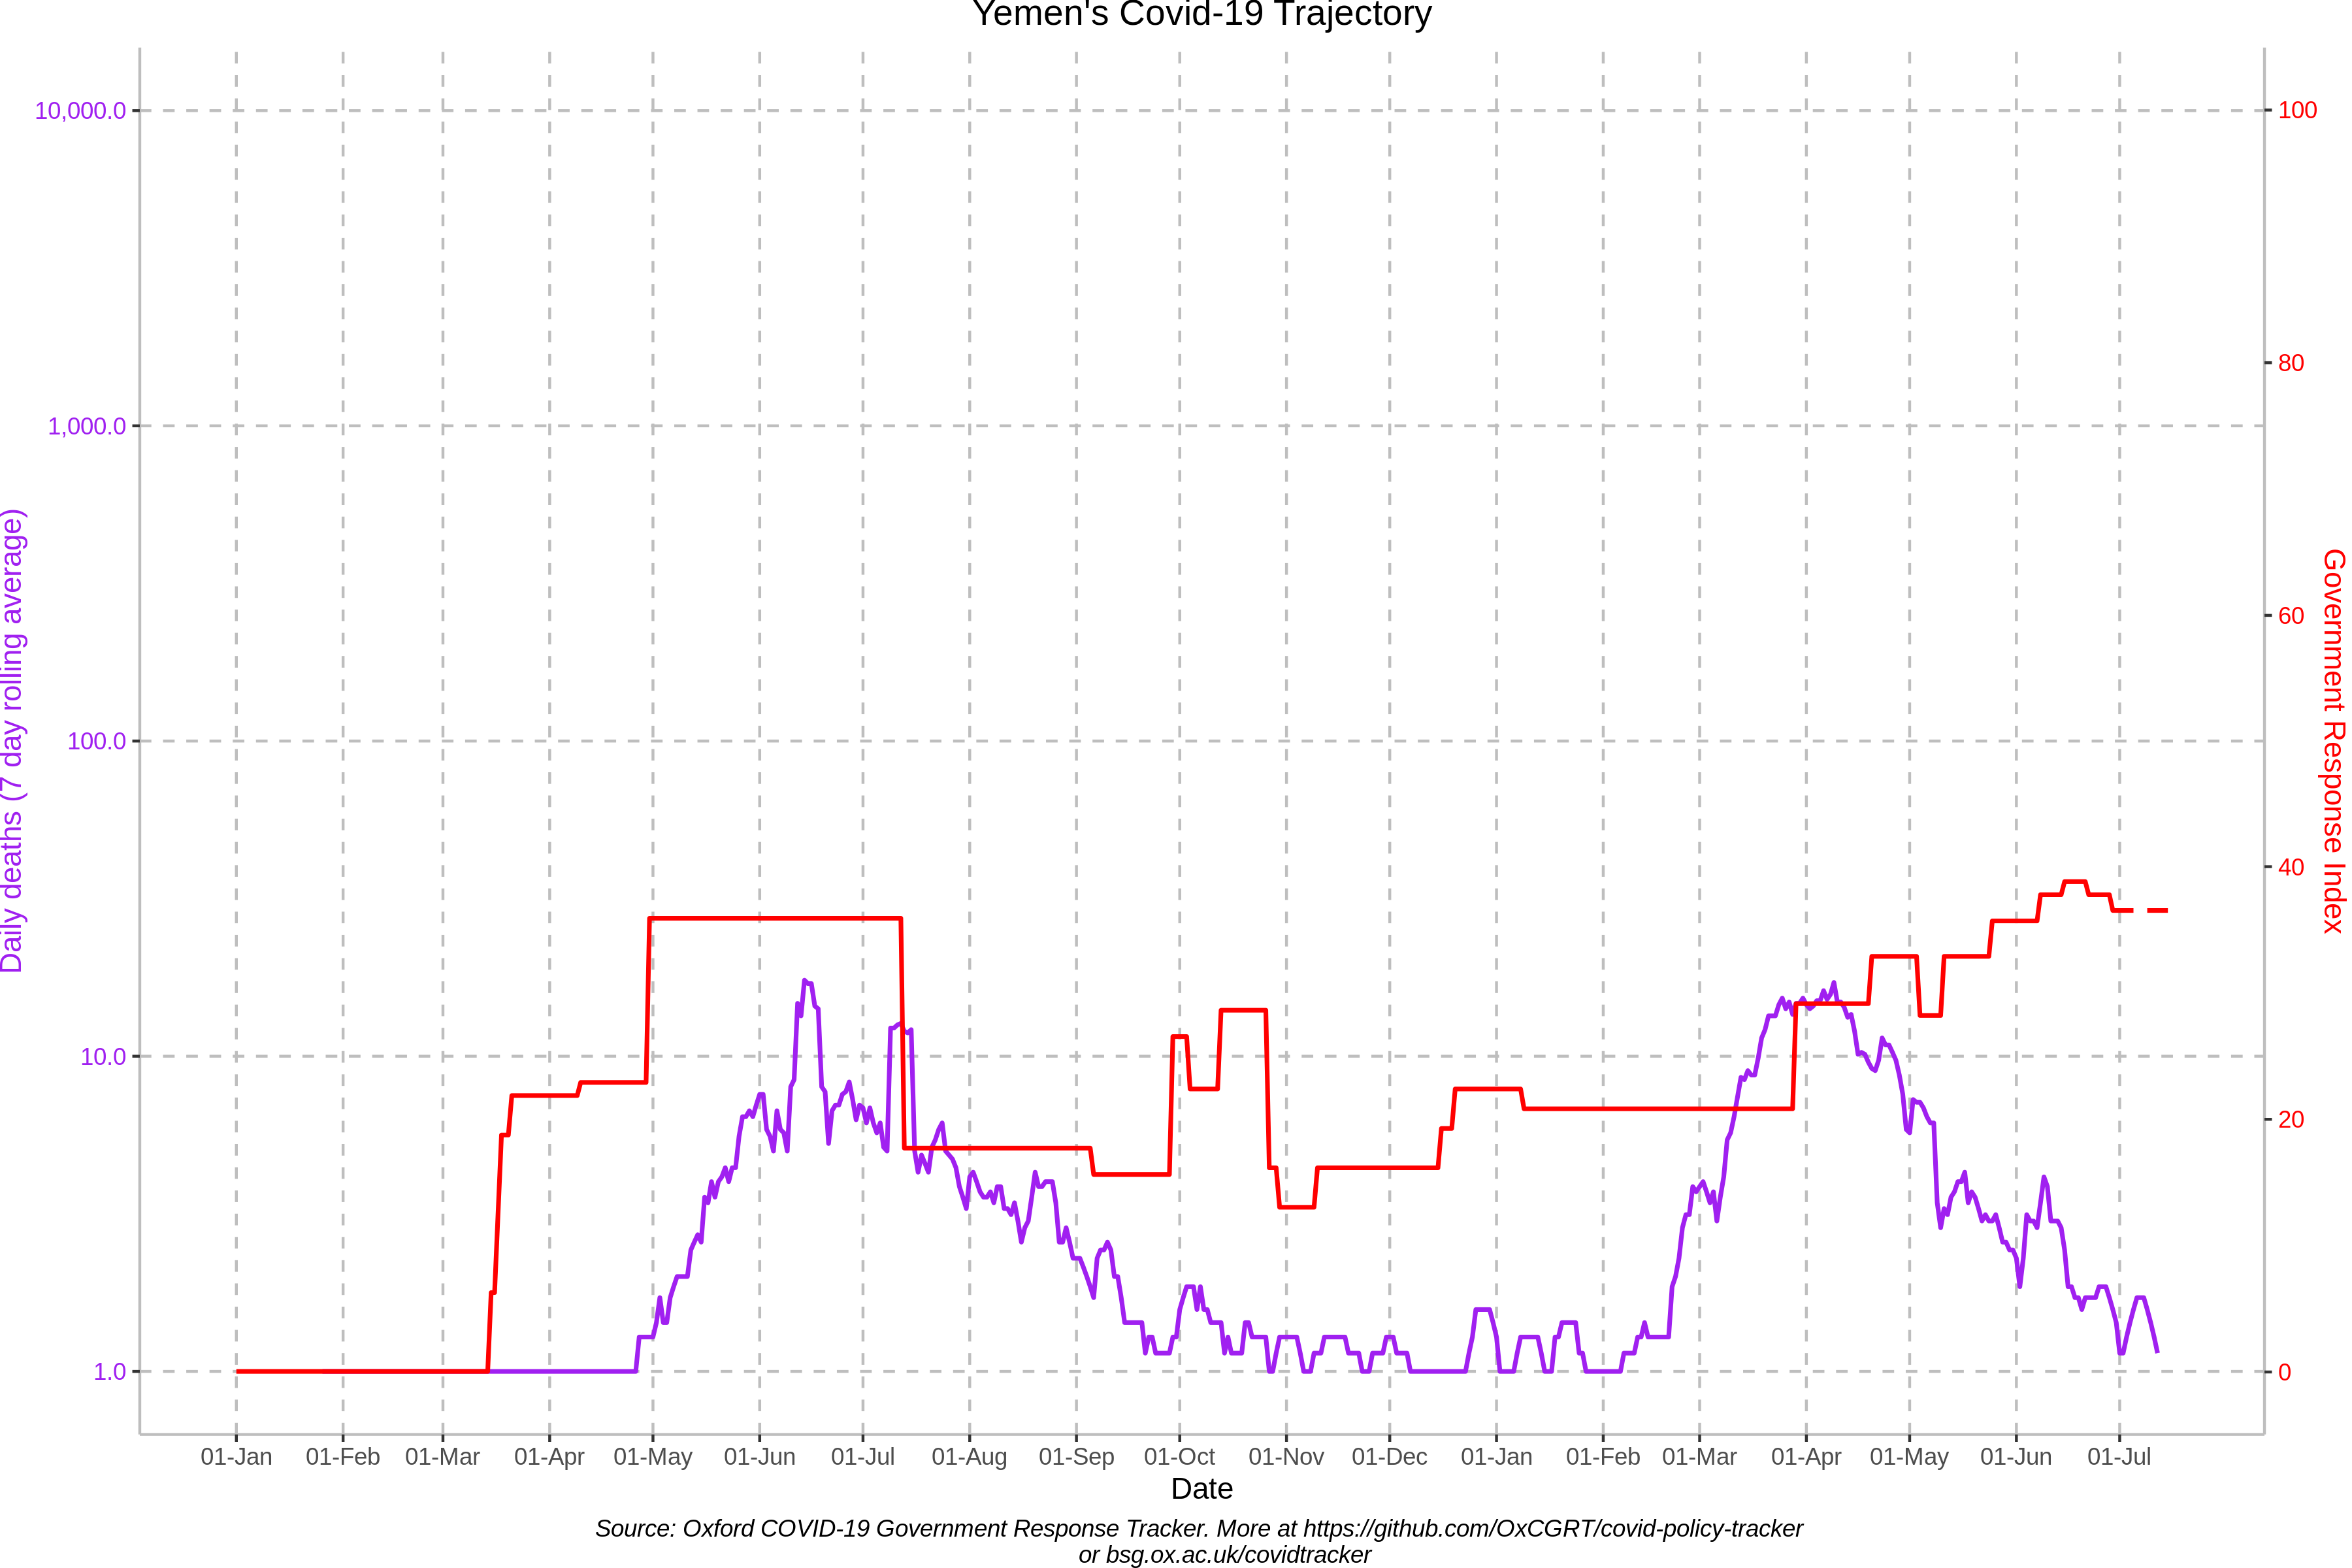 Yemen's Covid-19 Trajectory
10,000.0
1,000.0
100.0
10.0
1.0
Daily deaths (7 day rolling average)
100
80
60
40
20
0
Government Response Index
01-Jan 01-Feb 01-Mar 01-Apr 01-May 01-Jun 01-Jul 01-Aug 01-Sep 01-Oct 01-Nov 01-Dec 01-Jan 01-Feb 01-Mar 01-Apr 01-May 01-Jun 01-Jul
Date
Source: Oxford COVID-19 Government Response Tracker. More at https://github.com/OxCGRT/covid-policy-tracker
or bsg.ox.ac.uk/covidtracker